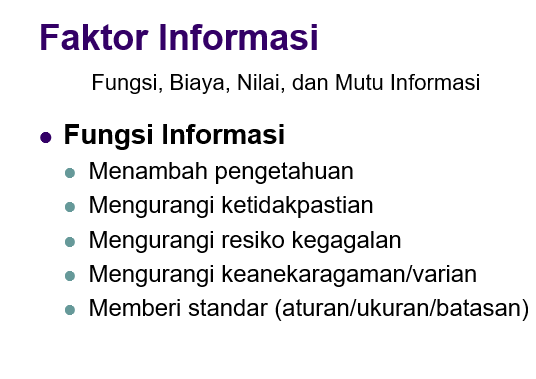 Faktor Informasi
Fungsi, Biaya, Nilai, dan Mutu Informasi
Fungsi Informasi
Menambah pengetahuan
Mengurangi ketidakpastian
Mengurangi resiko kegagalan
Mengurangi keanekaragaman/varian
Memberi standar (aturan/ukuran/batasan)